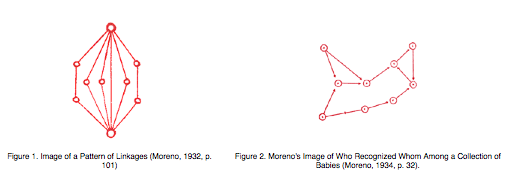 Figure 1. Image of a Pattern of Linkages (Moreno, 1932, p.
101)
Figure 2. Moreno's Image of Who Recognized Whom Among a Collection of
Babies (Moreno, 1934, p. 32).